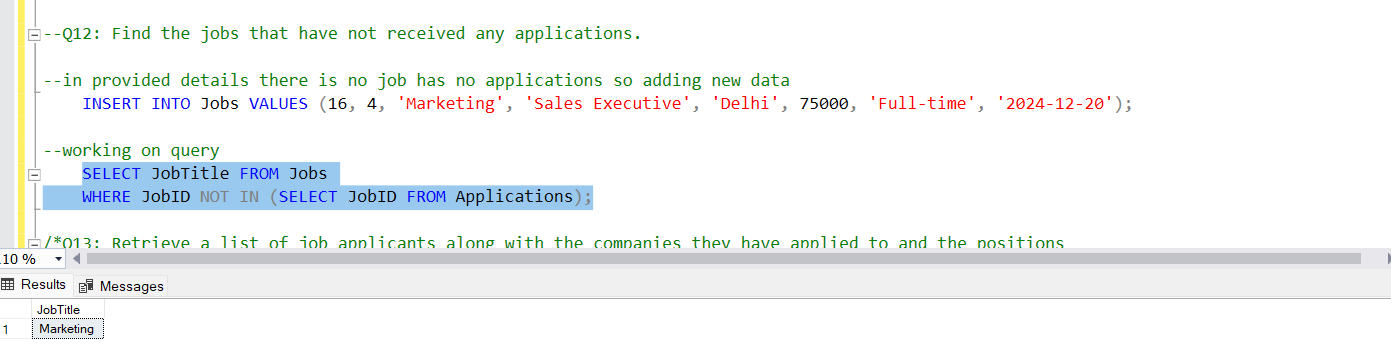 --Q12: Find the jobs that have not received any applications.
--in provided details there is no job has no applications so adding new data
INSERT INTO Jobs VALUES (16, 4, 'Marketing', 'Sales Executive', 'Delhi', 75000, 'Full-time', '2024-12-20');
--working on query
SELECT JobTitle FROM Jobs
WHERE JobID NOT IN (SELECT JobID FROM Applications);
/*Q13: Retrieve a list of job applicants along with the companies they have applied to and the positions
10 %
Results Messages
JobTitle
1 Marketing